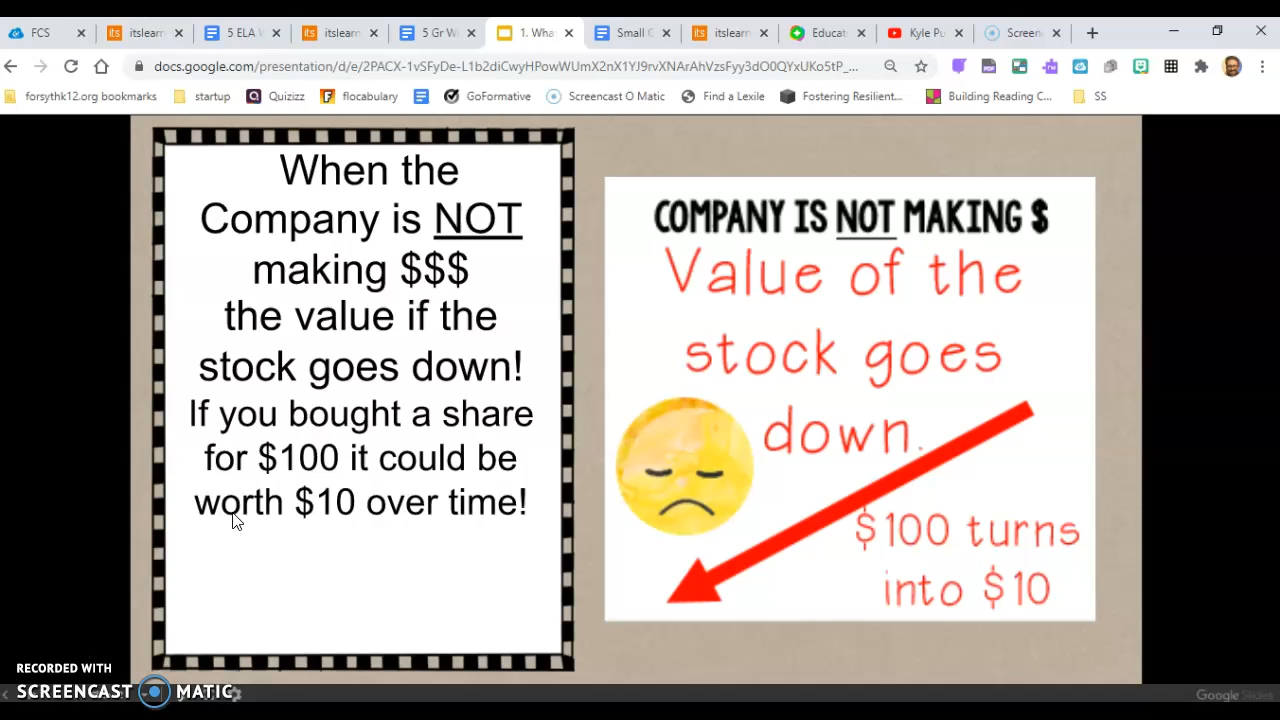 FCS
itslearn
5 ELA W
itslearn
5 Gr We
1. Wha
Small G
itslearn
Educat
Kyle Pu
Screen
docs.google.com/presentation/d/e/2PACX-1vSFyDe-L1b2diCwyHPowWUmX2nX1YJ9rvXNArAhVzsFyy3dO0QYxUKo5tP_...
forsythk12.org bookmarks
startup
Quizizz
flocabulary
GoFormative
Screencast O Matic
Find a Lexile
Fostering Resilient...
Building Reading C...
SS
When the
Company is NOT
making $$$
the value if the
stock goes down!
If you bought a share
for $100 it could be
worth $10 over time!
COMPANY IS NOT MAKING $
Value of the
stock goes
down.
$100 turns
into $10
RECORDED WITH
SCREENCAST MATIC
Google Slides